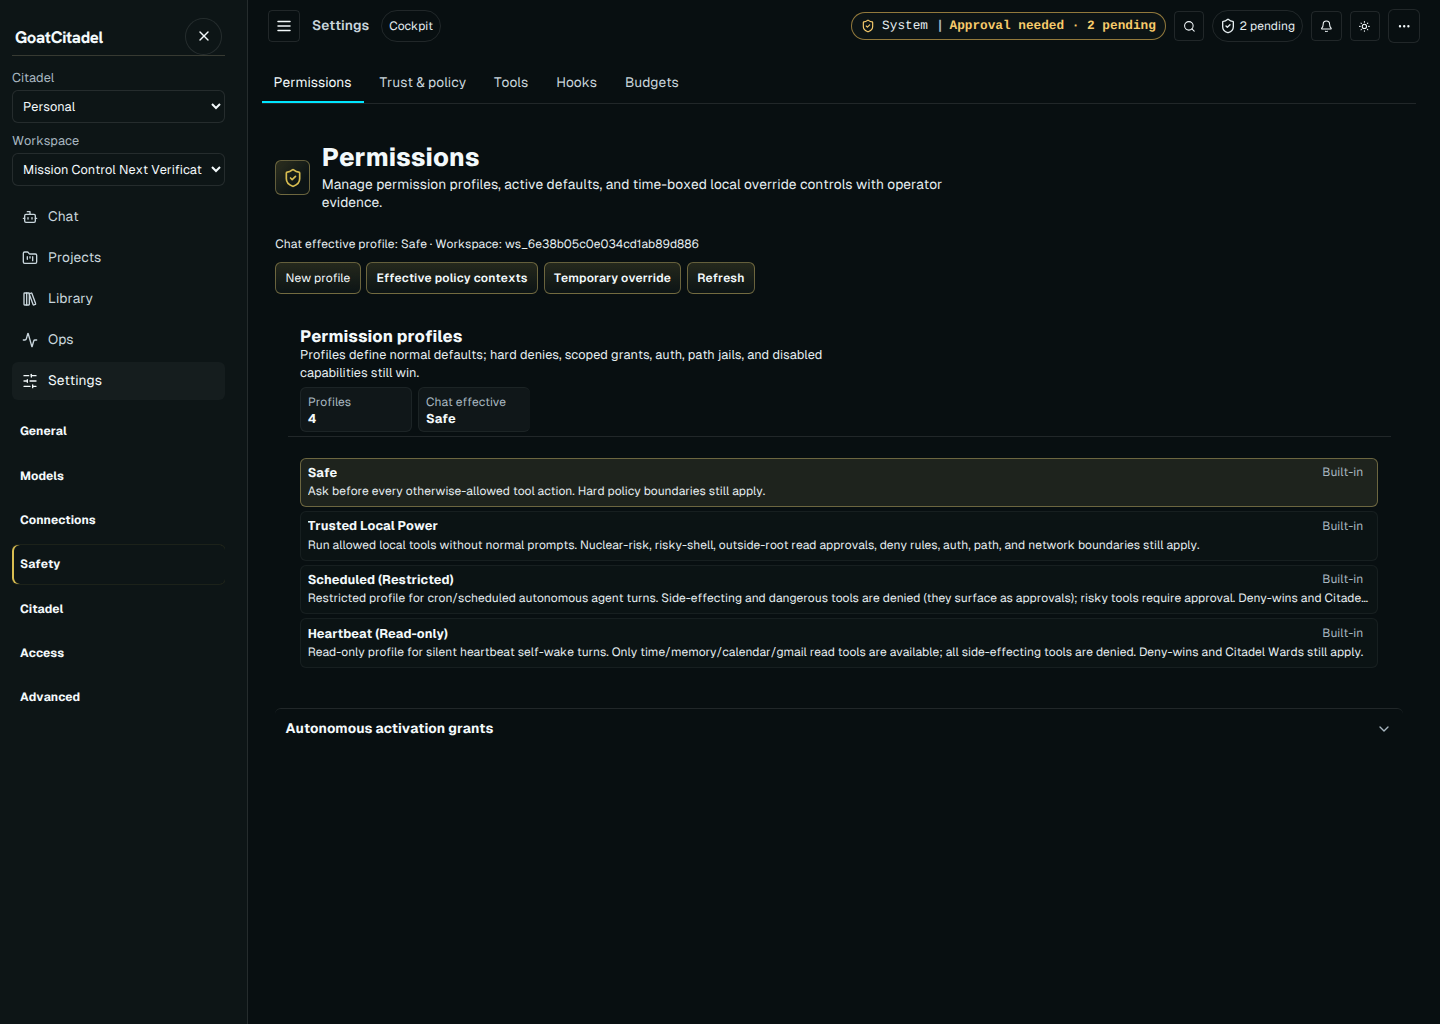 GoatCitadel
Citadel
Personal
Workspace
Mission Control Next Verificat
Chat
Projects
Library
Ops
Settings
General
Models
Connections
Safety
Citadel
Access
Advanced
Settings
Cockpit
System | Approval needed · 2 pending
2 pending
Permissions
Trust & policy
Tools
Hooks
Budgets
Permissions
Manage permission profiles, active defaults, and time-boxed local override controls with operator
evidence.
Chat effective profile: Safe · Workspace: ws_6e38b05c0e034cd1ab89d886
New profile
Effective policy contexts
Temporary override
Refresh
Permission profiles
Profiles define normal defaults; hard denies, scoped grants, auth, path jails, and disabled
capabilities still win.
Profiles
4
Chat effective
Safe
Safe
Built-in
Ask before every otherwise-allowed tool action. Hard policy boundaries still apply.
Trusted Local Power
Built-in
Run allowed local tools without normal prompts. Nuclear-risk, risky-shell, outside-root read approvals, deny rules, auth, path, and network boundaries still apply.
Scheduled (Restricted)
Built-in
Restricted profile for cron/scheduled autonomous agent turns. Side-effecting and dangerous tools are denied (they surface as approvals); risky tools require approval. Deny-wins and Citade...
Heartbeat (Read-only)
Built-in
Read-only profile for silent heartbeat self-wake turns. Only time/memory/calendar/gmail read tools are available; all side-effecting tools are denied. Deny-wins and Citadel Wards still apply.
Autonomous activation grants